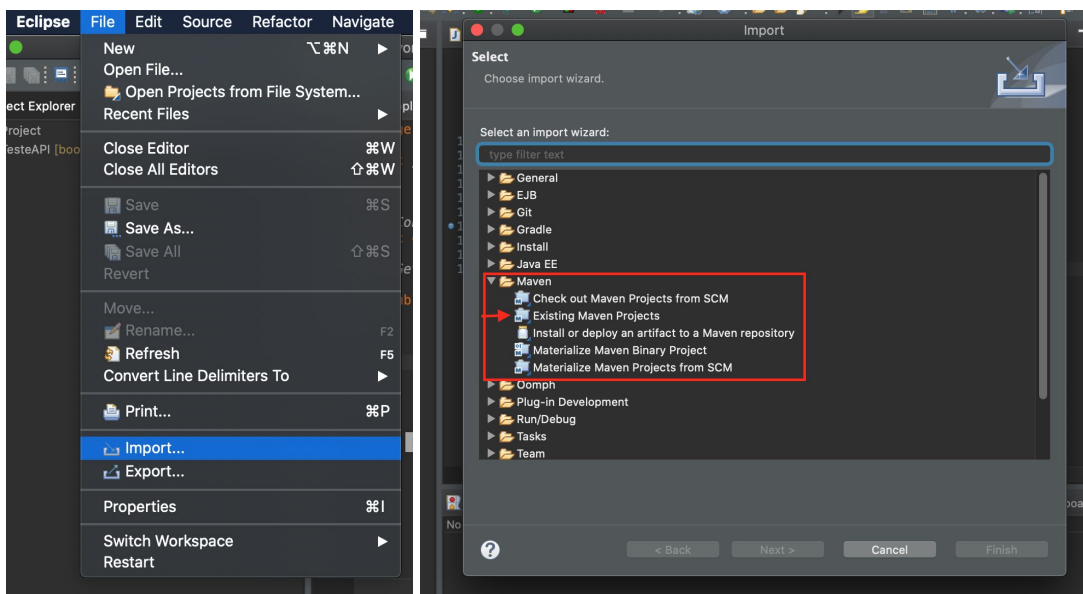 Eclipse File Edit Source Refactor Navigate
New ⌥⌘N ▶
Open File...
Open Projects from File System...
Recent Files ▶
Close Editor ⌘W
Close All Editors ⇧⌘W
Save ⌘S
Save As...
Save All ⇧⌘S
Revert
Move...
Rename... F2
Refresh F5
Convert Line Delimiters To ▶
Print... ⌘P
Import...
Export...
Properties ⌘I
Switch Workspace ▶
Restart
ect Explorer
Project
TesteAPI [boo
Import
Select
Choose import wizard.
Select an import wizard:
type filter text
General
EJB
Git
Gradle
Install
Java EE
Maven
Check out Maven Projects from SCM
Existing Maven Projects
Install or deploy an artifact to a Maven repository
Materialize Maven Binary Project
Materialize Maven Projects from SCM
Oomph
Plug-in Development
Run/Debug
Tasks
Team
No
?
< Back Next > Cancel Finish